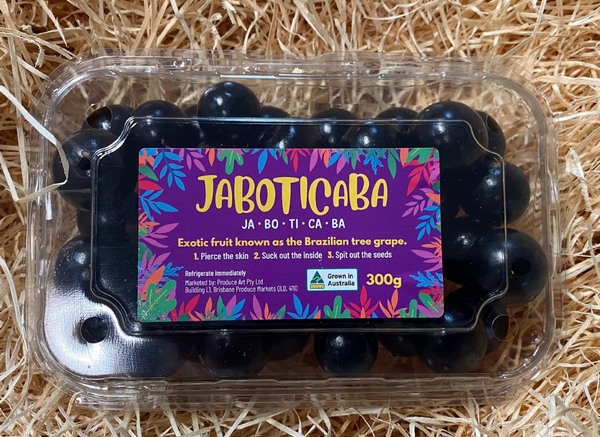 JABOTICABA
JA • BO • TI • CA • BA
Exotic fruit known as the Brazilian tree grape.
1. Pierce the skin 2. Suck out the inside 3. Spit out the seeds
Refrigerate immediately
Marketed by: Produce Art Pty Ltd
Building L1, Brisbane Produce Markets QLD, 4111
Grown in
Australia
300g